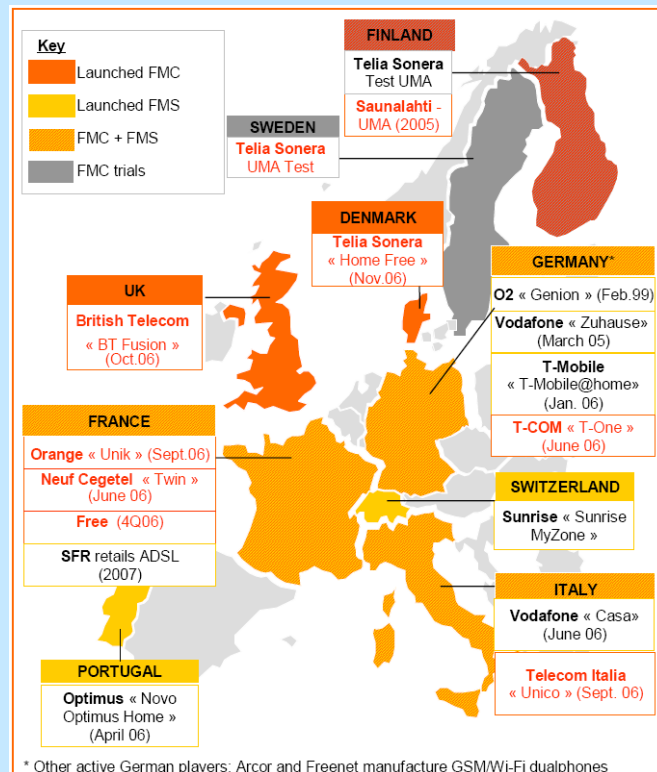 Key
Launched FMC
Launched FMS
FMC + FMS
FMC trials
FINLAND
Telia Sonera
Test UMA
Saunalahti -
UMA (2005)
SWEDEN
Telia Sonera
UMA Test
DENMARK
Telia Sonera
« Home Free »
(Nov.06)
GERMANY*
O2 « Genion » (Feb.99)
Vodafone « Zuhause»
(March 05)
T-Mobile
« T-Mobile@home»
(Jan. 06)
T-COM « T-One »
(June 06)
UK
British Telecom
« BT Fusion »
(Oct.06)
FRANCE
Orange « Unik » (Sept.06)
Neuf Cegetel « Twin »
(June 06)
Free (4Q06)
SFR retails ADSL
(2007)
SWITZERLAND
Sunrise « Sunrise
MyZone »
ITALY
Vodafone « Casa»
(June 06)
Telecom Italia
« Unico » (Sept. 06)
PORTUGAL
Optimus « Novo
Optimus Home »
(April 06)
* Other active German players: Arcor and Freenet manufacture GSM/Wi-Fi dualphones